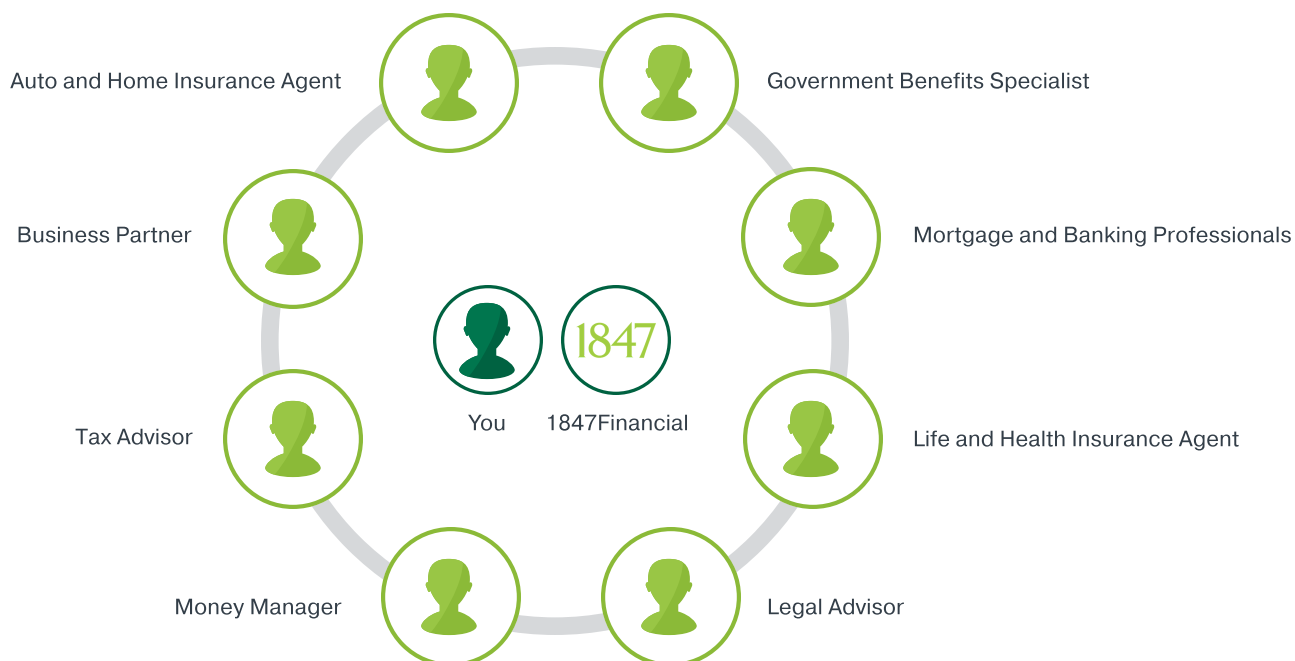 Auto and Home Insurance Agent
Government Benefits Specialist
Business Partner
Mortgage and Banking Professionals
1847
You
1847Financial
Tax Advisor
Life and Health Insurance Agent
Money Manager
Legal Advisor